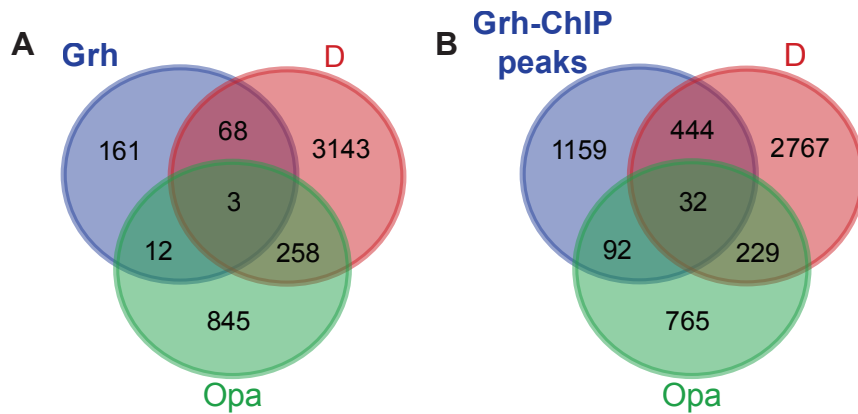 A
Grh
D
161
68
3143
3
12
258
845
Opa
B
Grh-ChIP
peaks
D
1159
444
2767
32
92
229
765
Opa